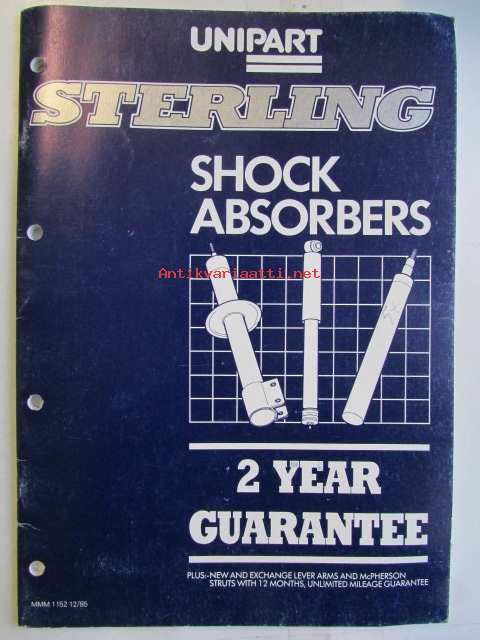 UNIPART
STERLING
SHOCK
ABSORBERS
Antikvariaatti.net
2 YEAR
GUARANTEE
PLUS:-NEW AND EXCHANGE LEVER ARMS AND McPHERSON
STRUTS WITH 12 MONTHS, UNLIMITED MILEAGE GUARANTEE
MMM 1152 12/85